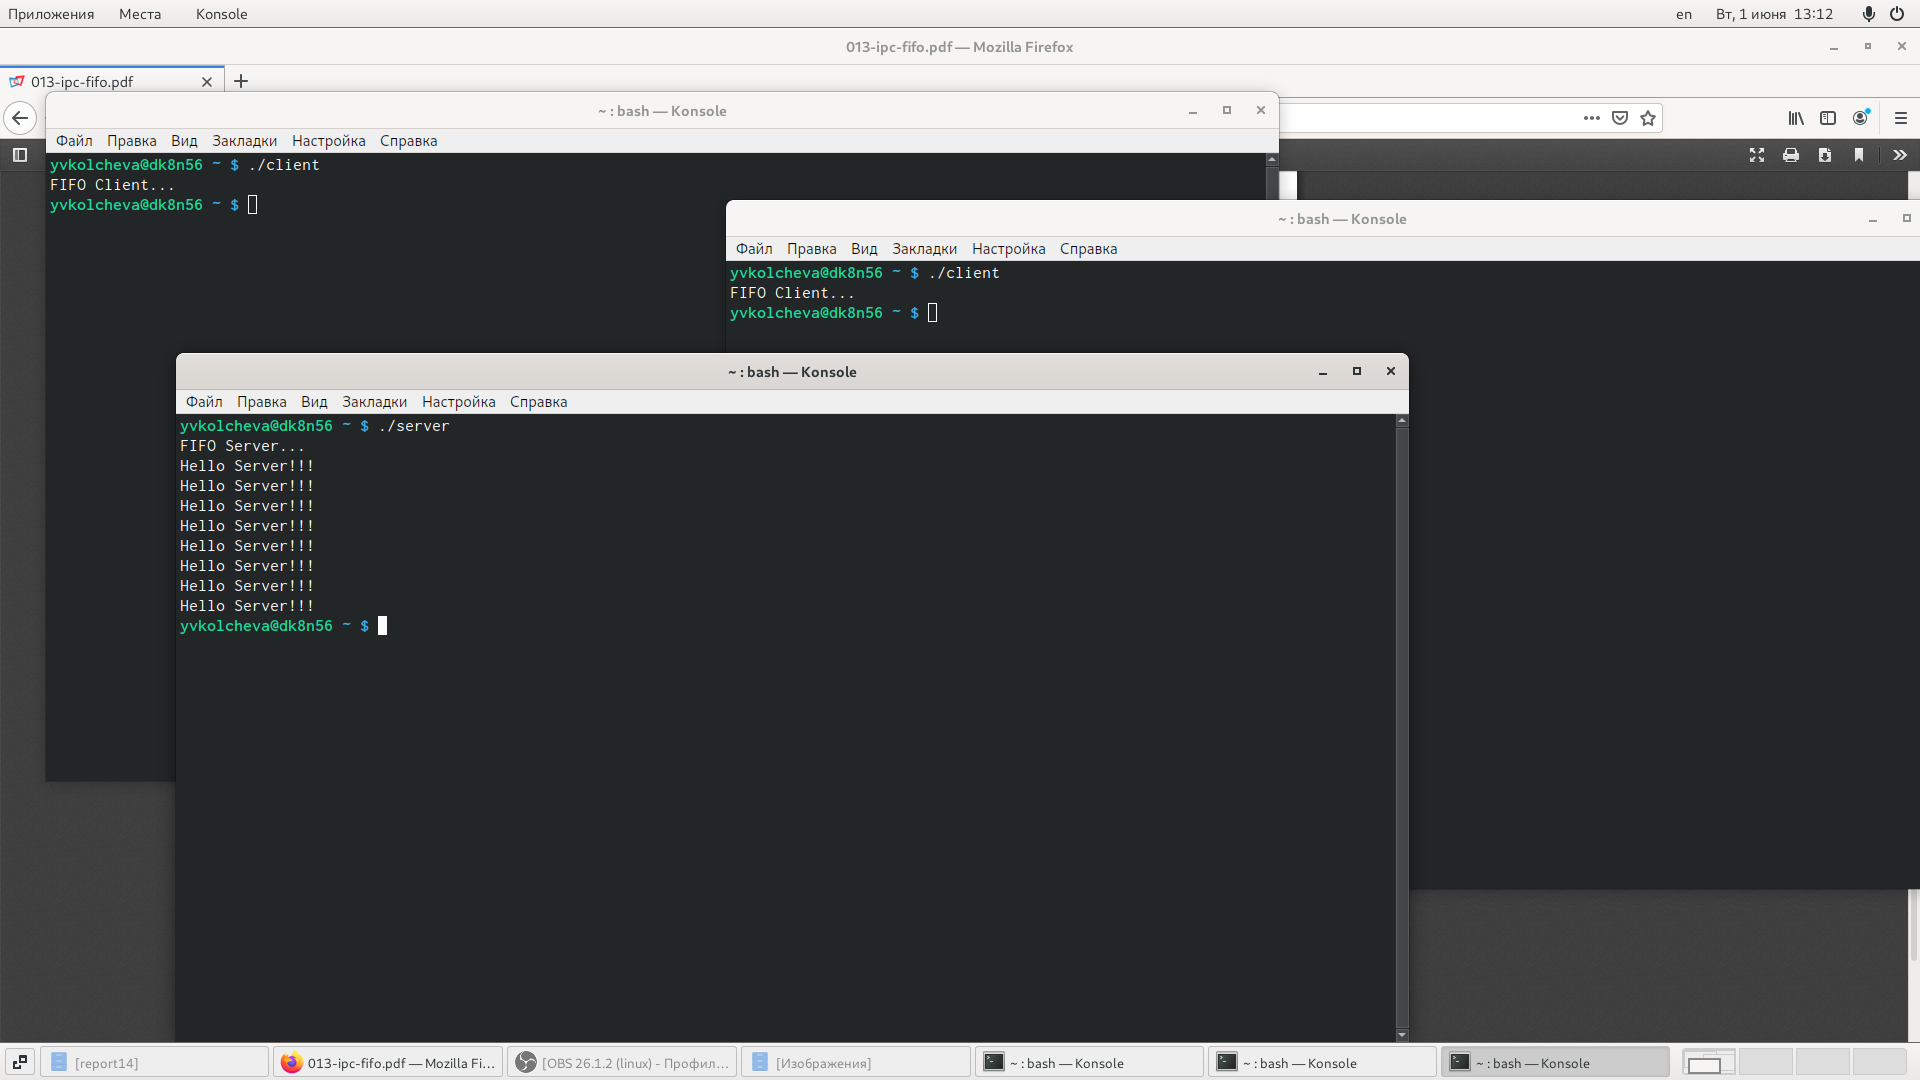 Приложения Места Konsole en Вт, 1 июня 13:12
013-ipc-fifo.pdf — Mozilla Firefox
013-ipc-fifo.pdf
~ : bash — Konsole
Файл Правка Вид Закладки Настройка Справка
yvkolcheva@dk8n56 ~ $ ./client
FIFO Client...
yvkolcheva@dk8n56 ~ $
~ : bash — Konsole
Файл Правка Вид Закладки Настройка Справка
yvkolcheva@dk8n56 ~ $ ./client
FIFO Client...
yvkolcheva@dk8n56 ~ $
~ : bash — Konsole
Файл Правка Вид Закладки Настройка Справка
yvkolcheva@dk8n56 ~ $ ./server
FIFO Server...
Hello Server!!!
Hello Server!!!
Hello Server!!!
Hello Server!!!
Hello Server!!!
Hello Server!!!
Hello Server!!!
Hello Server!!!
yvkolcheva@dk8n56 ~ $
[report14] 013-ipc-fifo.pdf — Mozilla Fi... [OBS 26.1.2 (linux) - Профил... [Изображения] ~ : bash — Konsole ~ : bash — Konsole ~ : bash — Konsole